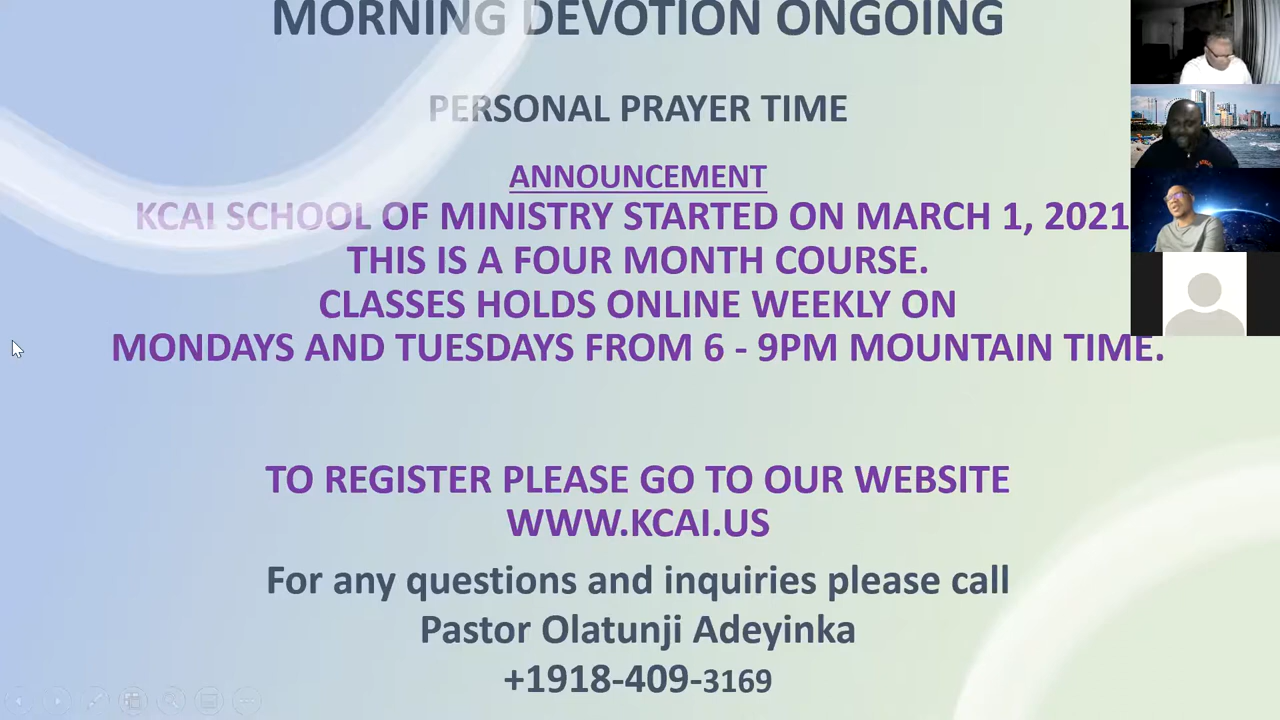 MORNING DEVOTION ONGOING
PERSONAL PRAYER TIME
ANNOUNCEMENT
KCAI SCHOOL OF MINISTRY STARTED ON MARCH 1, 2021
THIS IS A FOUR MONTH COURSE.
CLASSES HOLDS ONLINE WEEKLY ON
MONDAYS AND TUESDAYS FROM 6 - 9PM MOUNTAIN TIME.
TO REGISTER PLEASE GO TO OUR WEBSITE
WWW.KCAI.US
For any questions and inquiries please call
Pastor Olatunji Adeyinka
+1918-409-3169